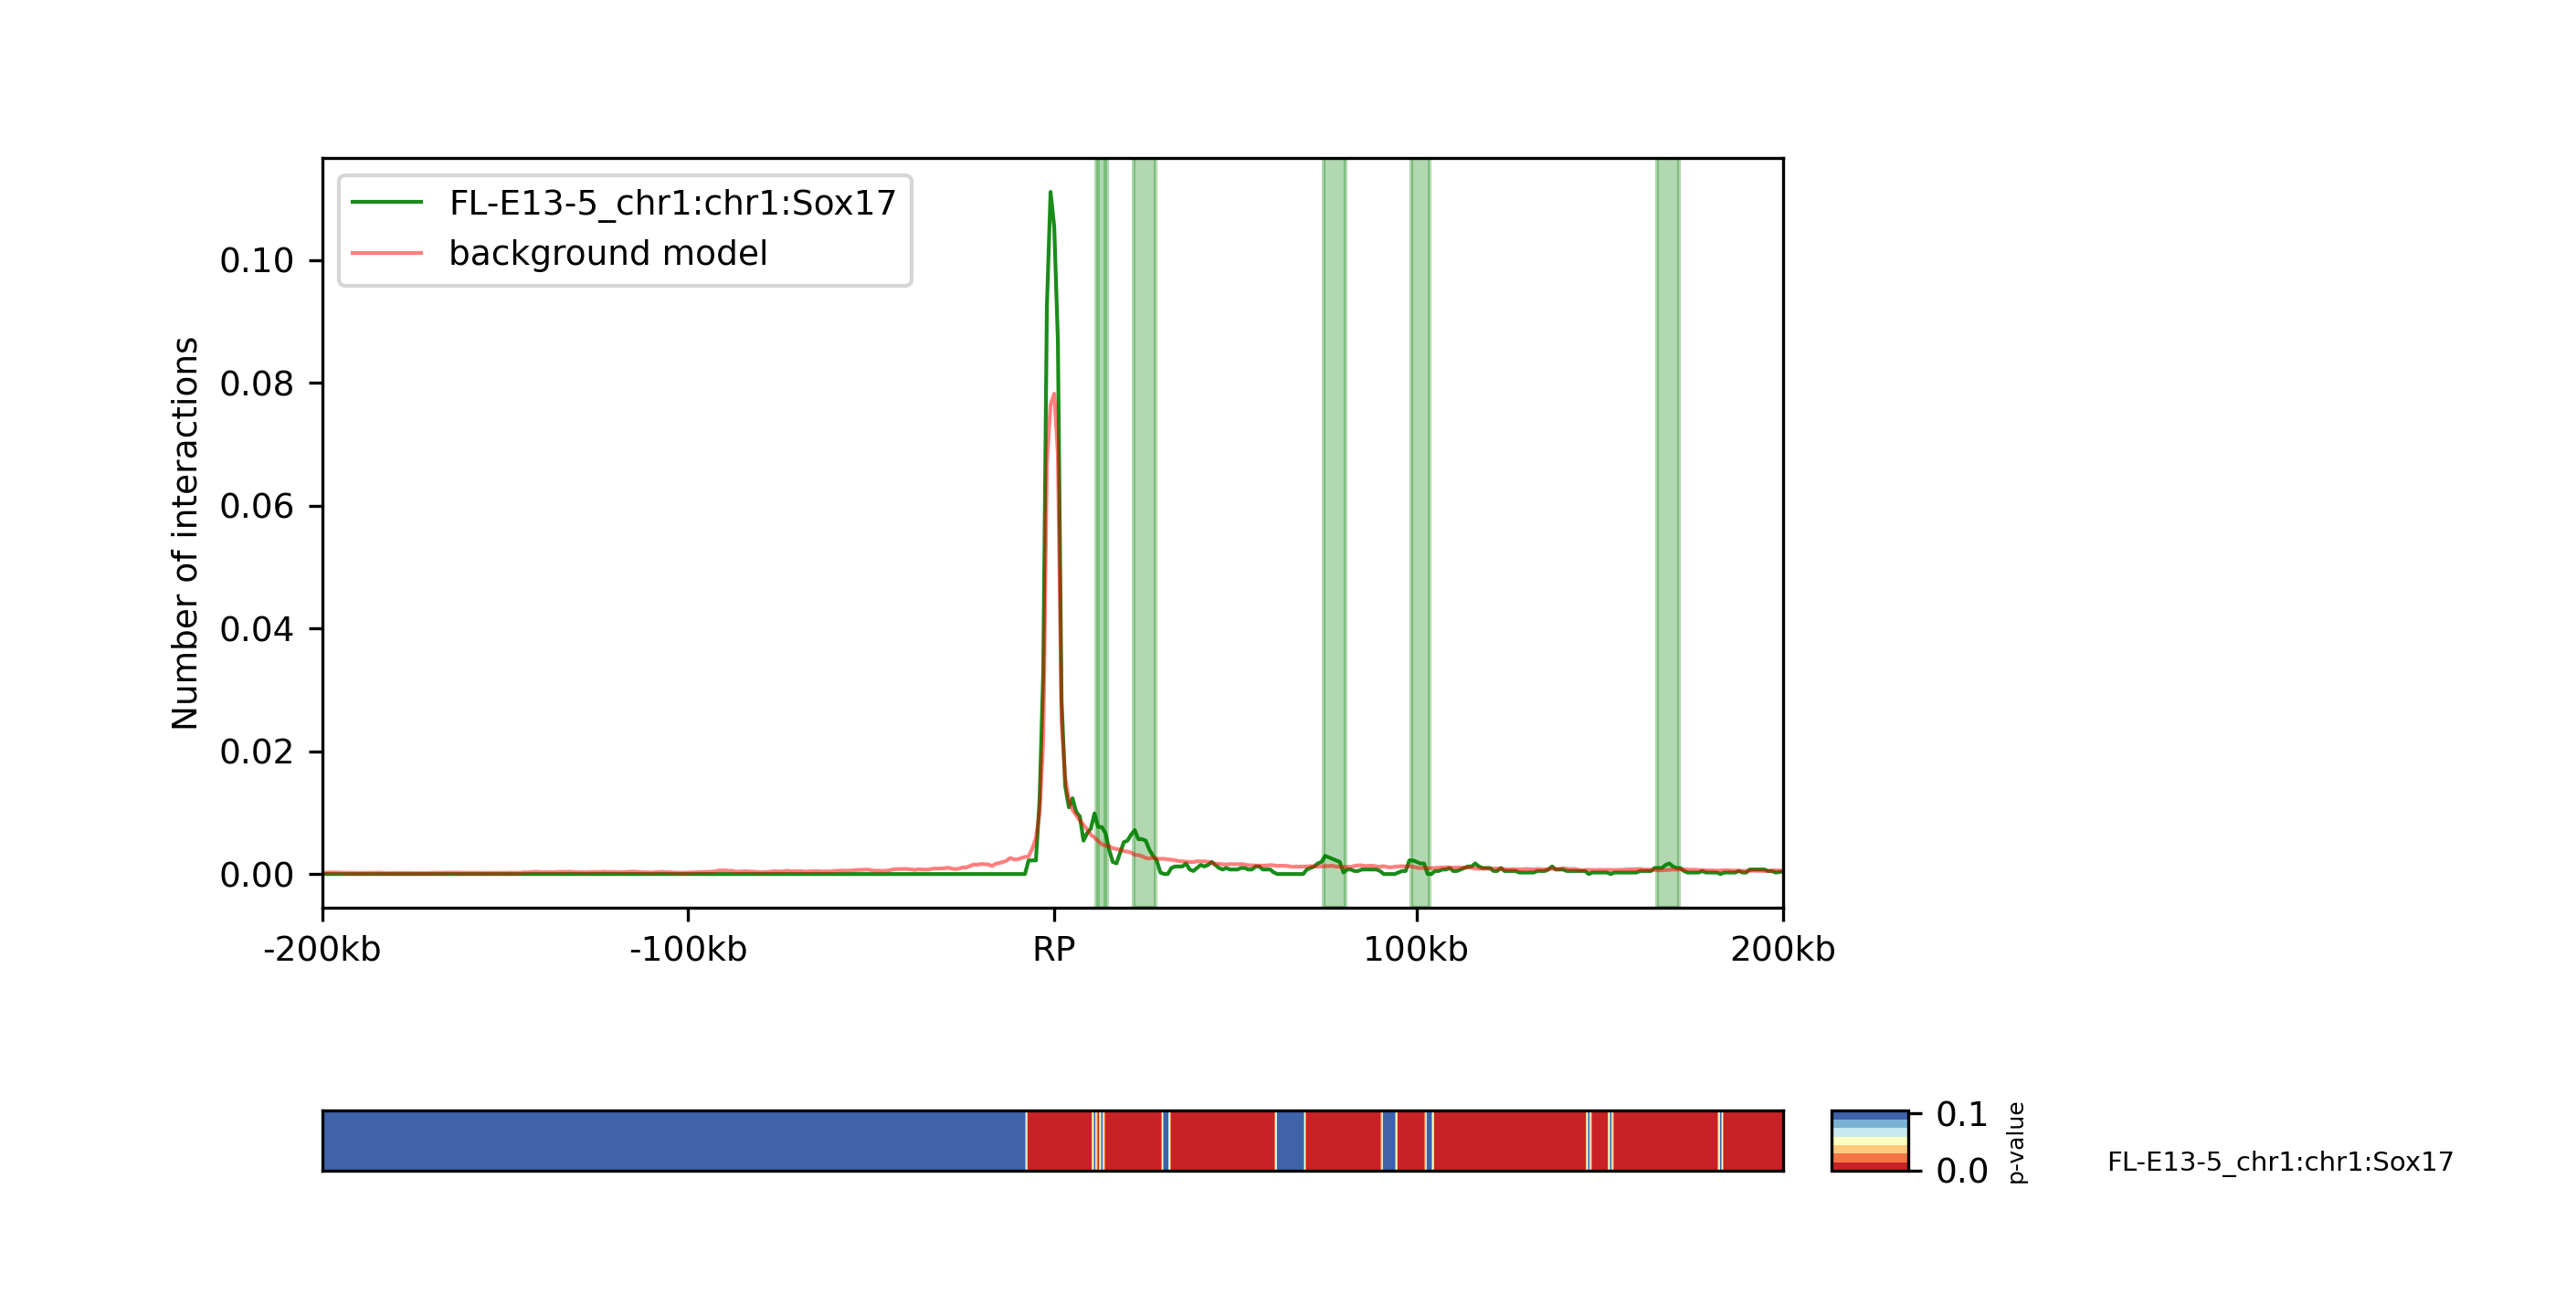 FL-E13-5_chr1:chr1:Sox17
background model
Number of interactions
0.10
0.08
0.06
0.04
0.02
0.00
-200kb -100kb RP 100kb 200kb
0.1
0.0
p-value
FL-E13-5_chr1:chr1:Sox17